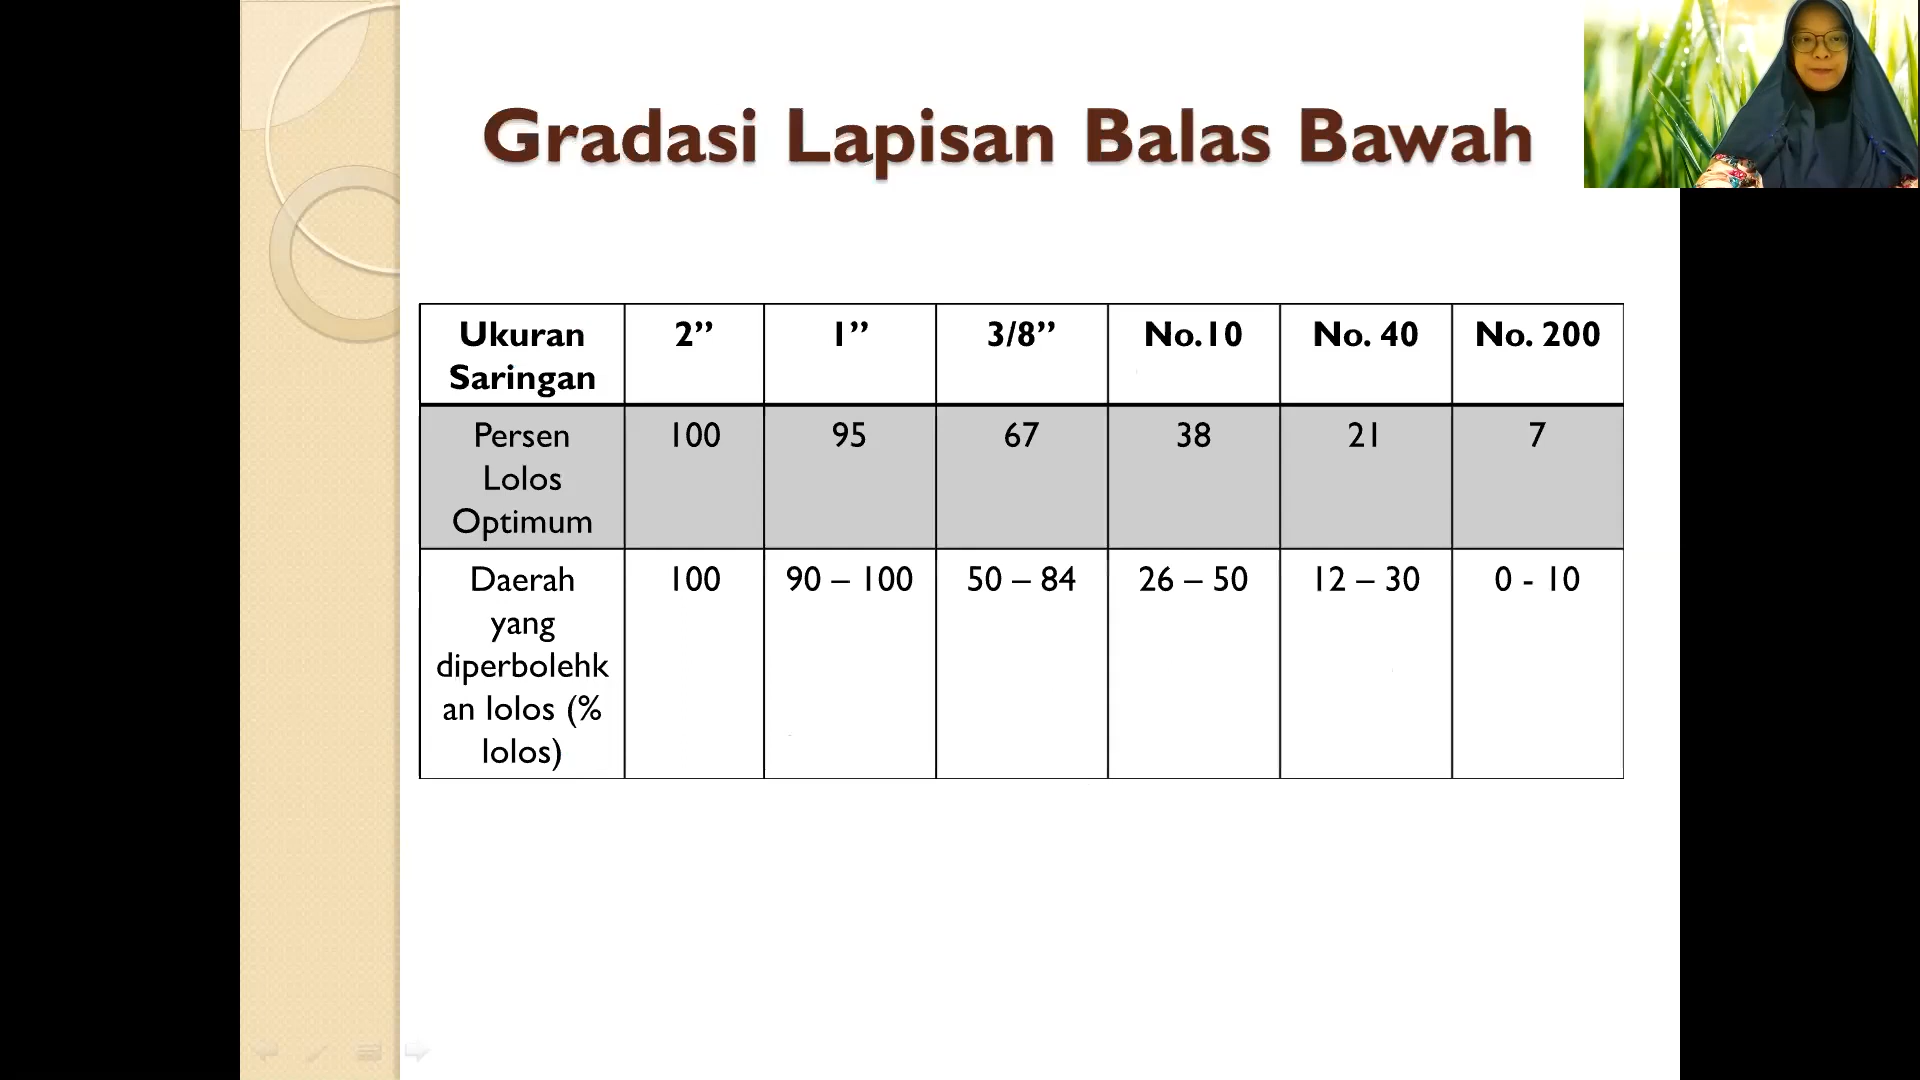 Gradasi Lapisan Balas Bawah
Ukuran Saringan 2” 1” 3/8” No.10 No. 40 No. 200
Persen Lolos Optimum 100 95 67 38 21 7
Daerah yang diperbolehkan lolos (% lolos) 100 90 – 100 50 – 84 26 – 50 12 – 30 0 - 10